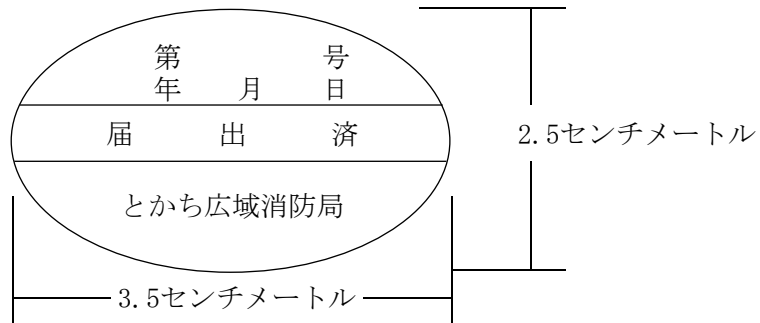 第 号
年 月 日
届 出 済
2.5センチメートル
とかち広域消防局
3.5センチメートル